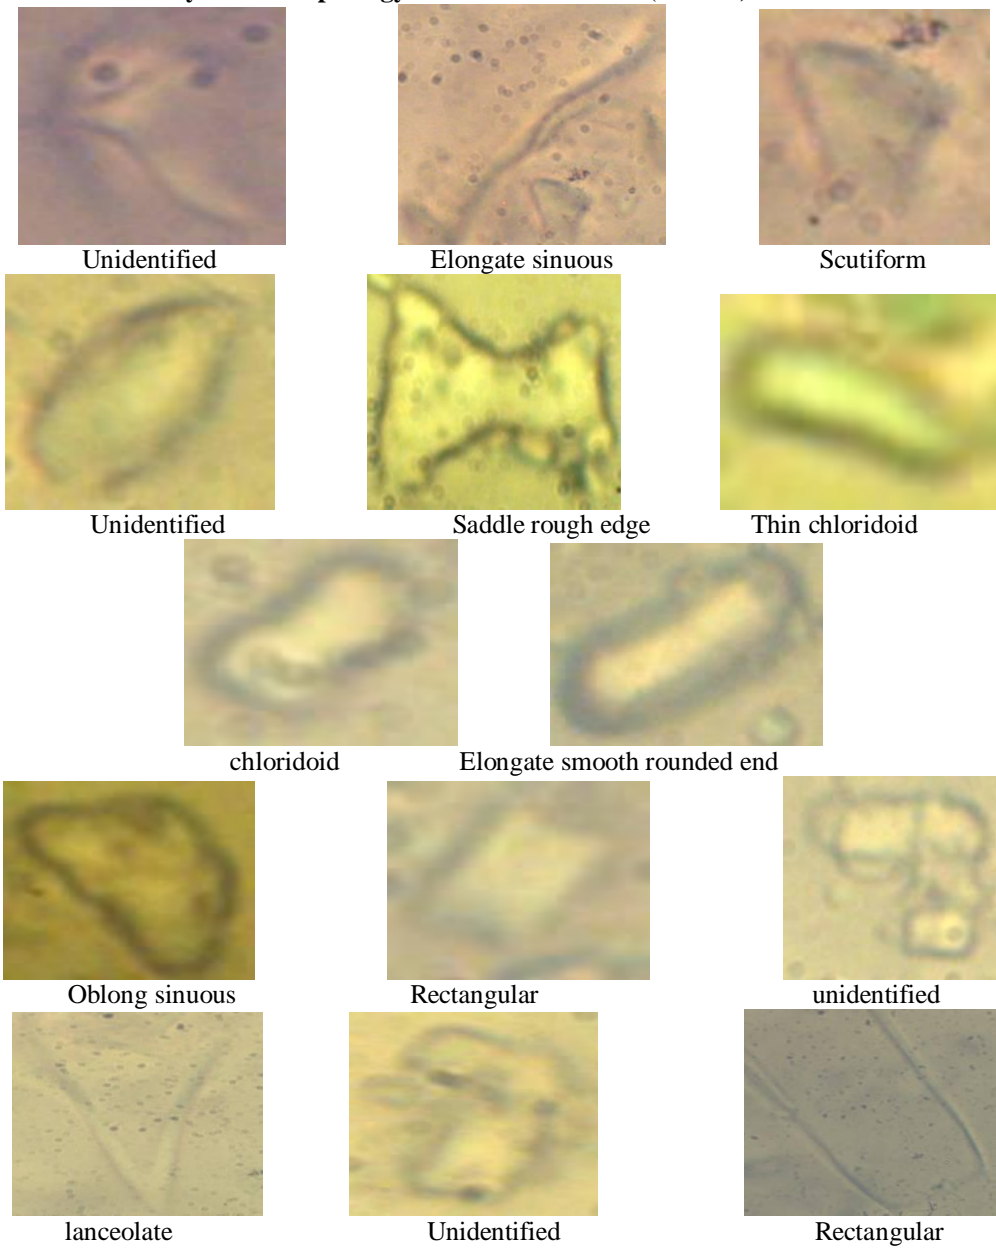 Unidentified Elongate sinuous Scutiform
Unidentified Saddle rough edge Thin chloridoid
chloridoid Elongate smooth rounded end
Oblong sinuous Rectangular unidentified
lanceolate Unidentified Rectangular